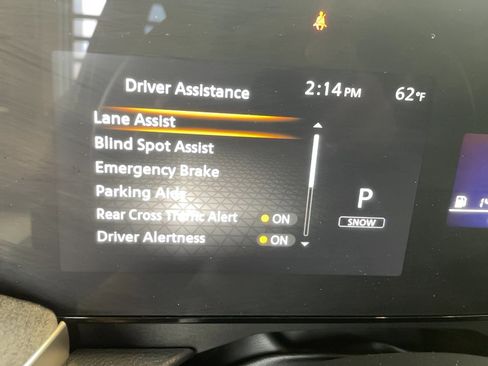 Driver Assistance 2:14 PM 62°F
Lane Assist
Blind Spot Assist
Emergency Brake
Parking Aids
Rear Cross Traffic Alert ON
Driver Alertness ON
P
SNOW